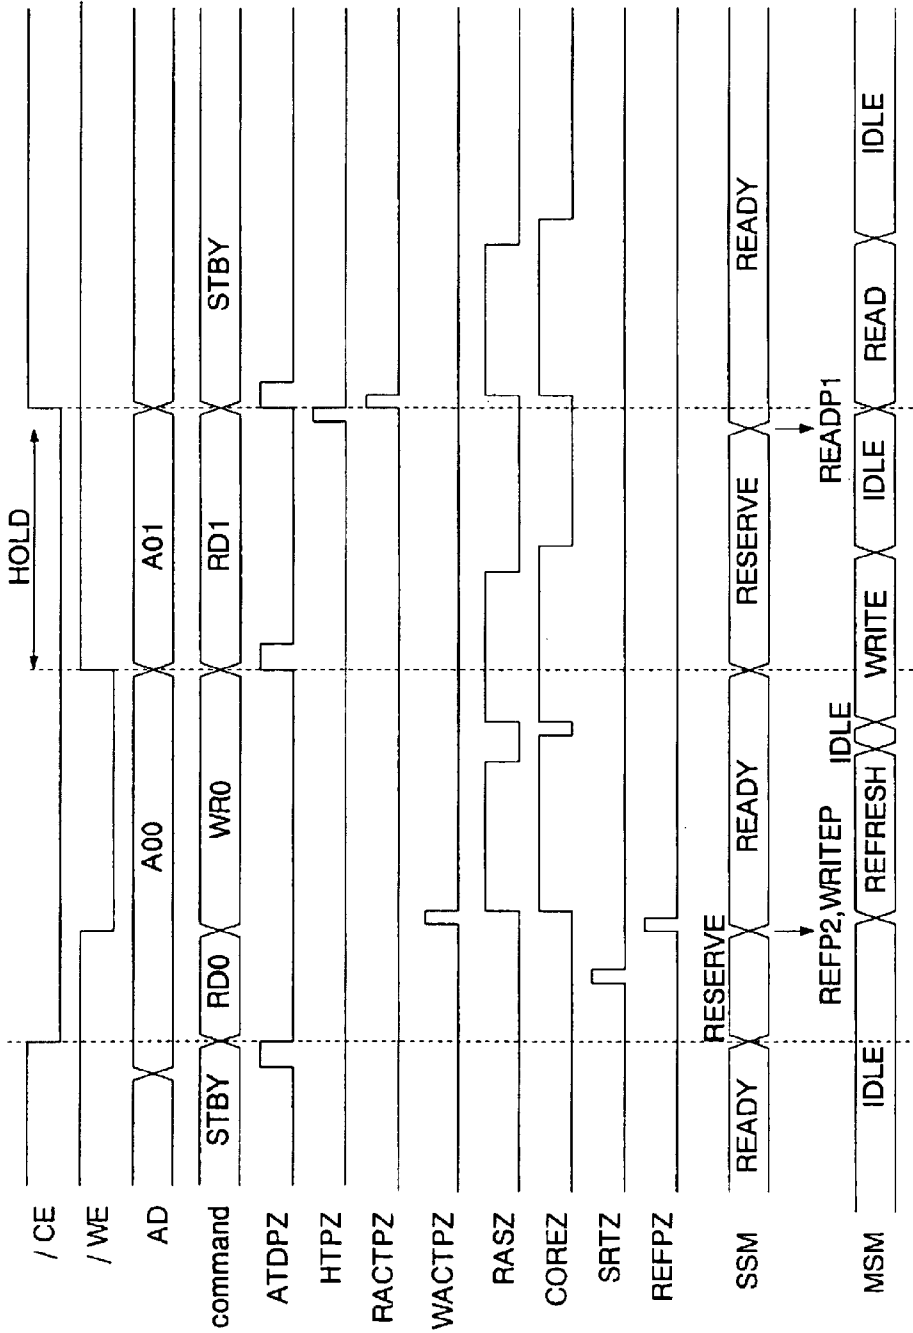 HOLD
/ CE
/ WE
AD A00 A01
command STBY RD0 WR0 RD1 STBY
ATDPZ
HTPZ
RACTPZ
WACTPZ
RASZ
COREZ
SRTZ
REFPZ
RESERVE
SSM READY READY RESERVE READY
REFP2,WRITEP READP1
IDLE
MSM IDLE REFRESH WRITE IDLE READ IDLE